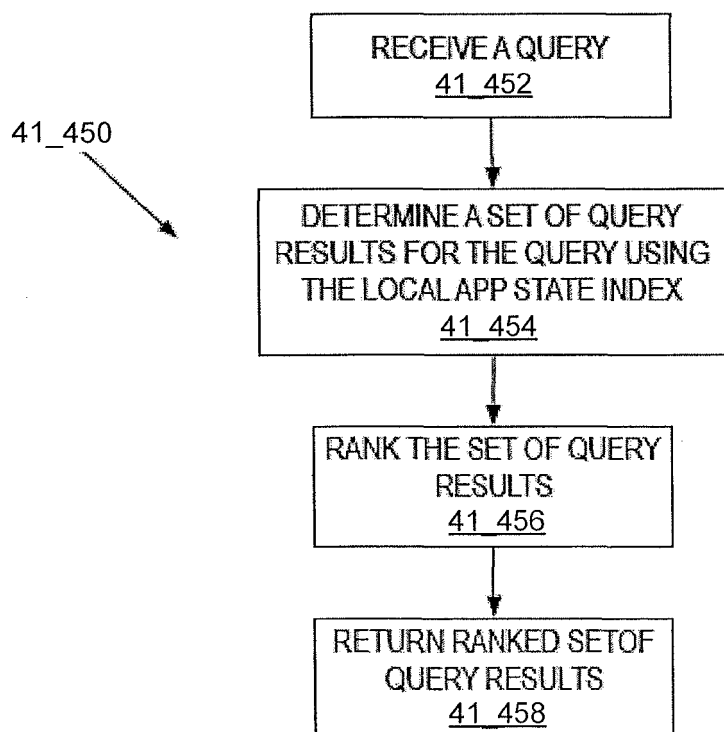 RECEIVE A QUERY
41_452
41_450
DETERMINE A SET OF QUERY
RESULTS FOR THE QUERY USING
THE LOCAL APP STATE INDEX
41_454
RANK THE SET OF QUERY
RESULTS
41_456
RETURN RANKED SETOF
QUERY RESULTS
41_458